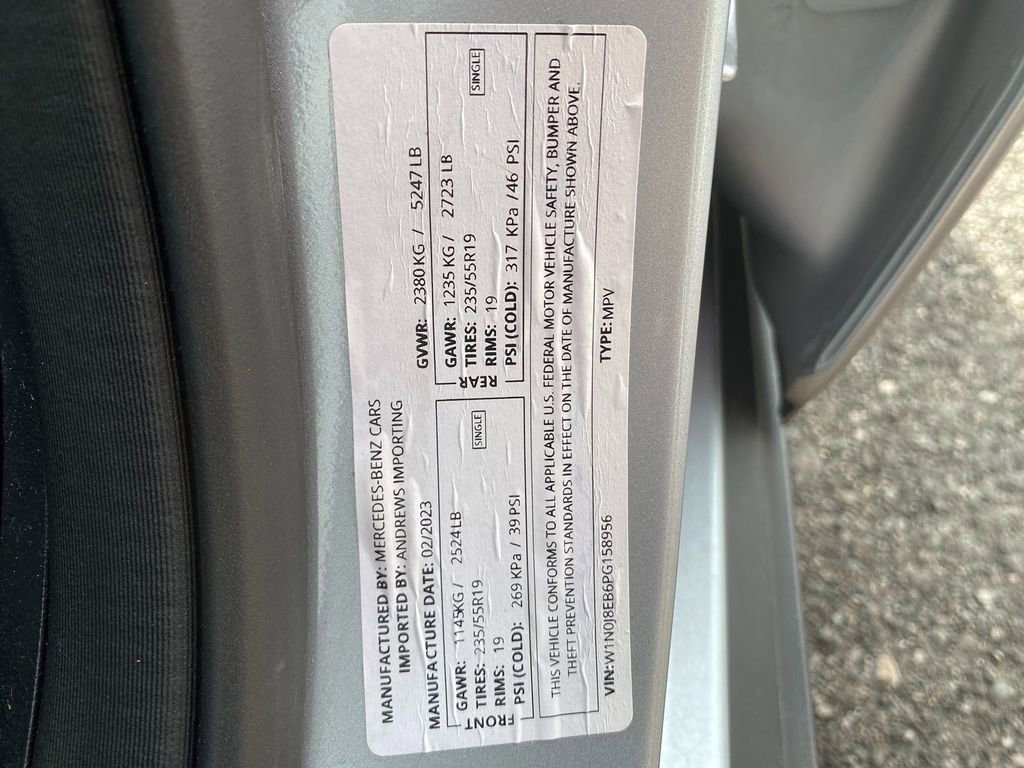 MANUFACTURED BY: MERCEDES-BENZ CARS
IMPORTED BY: ANDREWS IMPORTING
MANUFACTURE DATE: 02/2023
GVWR: 2380 KG / 5247 LB
FRONT
GAWR: 1145KG / 2524 LB
SINGLE
TIRES: 235/55R19
RIMS: 19
PSI (COLD): 269 KPa / 39 PSI
REAR
GAWR: 1235 KG / 2723 LB
SINGLE
TIRES: 235/55R19
RIMS: 19
PSI (COLD): 317 KPa /46 PSI
THIS VEHICLE CONFORMS TO ALL APPLICABLE U.S. FEDERAL MOTOR VEHICLE SAFETY, BUMPER AND
THEFT PREVENTION STANDARDS IN EFFECT ON THE DATE OF MANUFACTURE SHOWN ABOVE.
VIN: W1N0J8EB6PG158956 TYPE: MPV